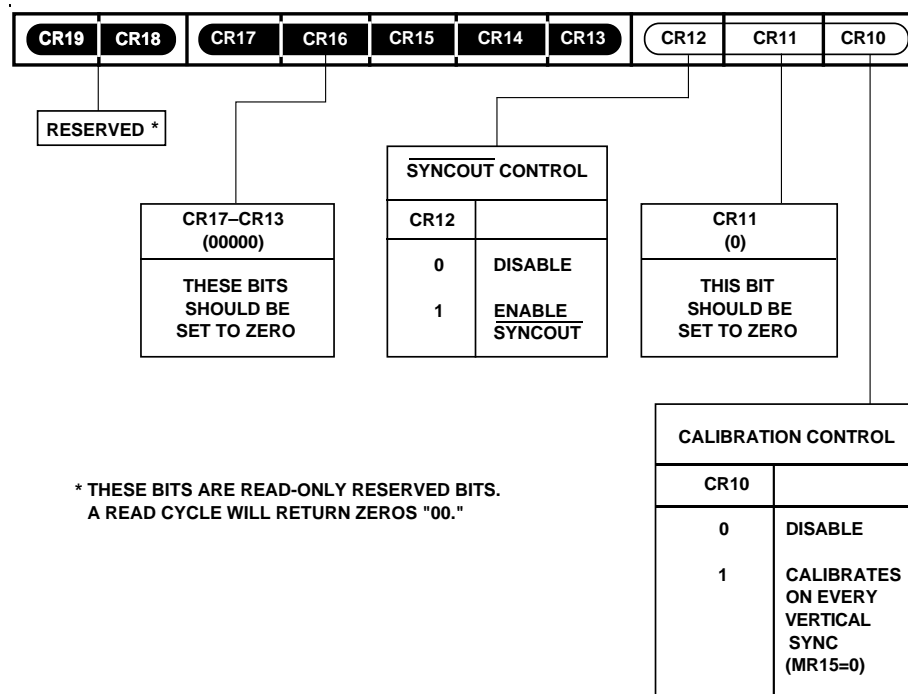 CR19 CR18 CR17 CR16 CR15 CR14 CR13 CR12 CR11 CR10
RESERVED *
SYNCOUT CONTROL
CR12
0 DISABLE
1 ENABLE
SYNCOUT
CR17–CR13
(00000)
THESE BITS
SHOULD BE
SET TO ZERO
CR11
(0)
THIS BIT
SHOULD BE
SET TO ZERO
CALIBRATION CONTROL
CR10
0 DISABLE
1 CALIBRATES
ON EVERY
VERTICAL
SYNC
(MR15=0)
* THESE BITS ARE READ-ONLY RESERVED BITS.
A READ CYCLE WILL RETURN ZEROS "00."